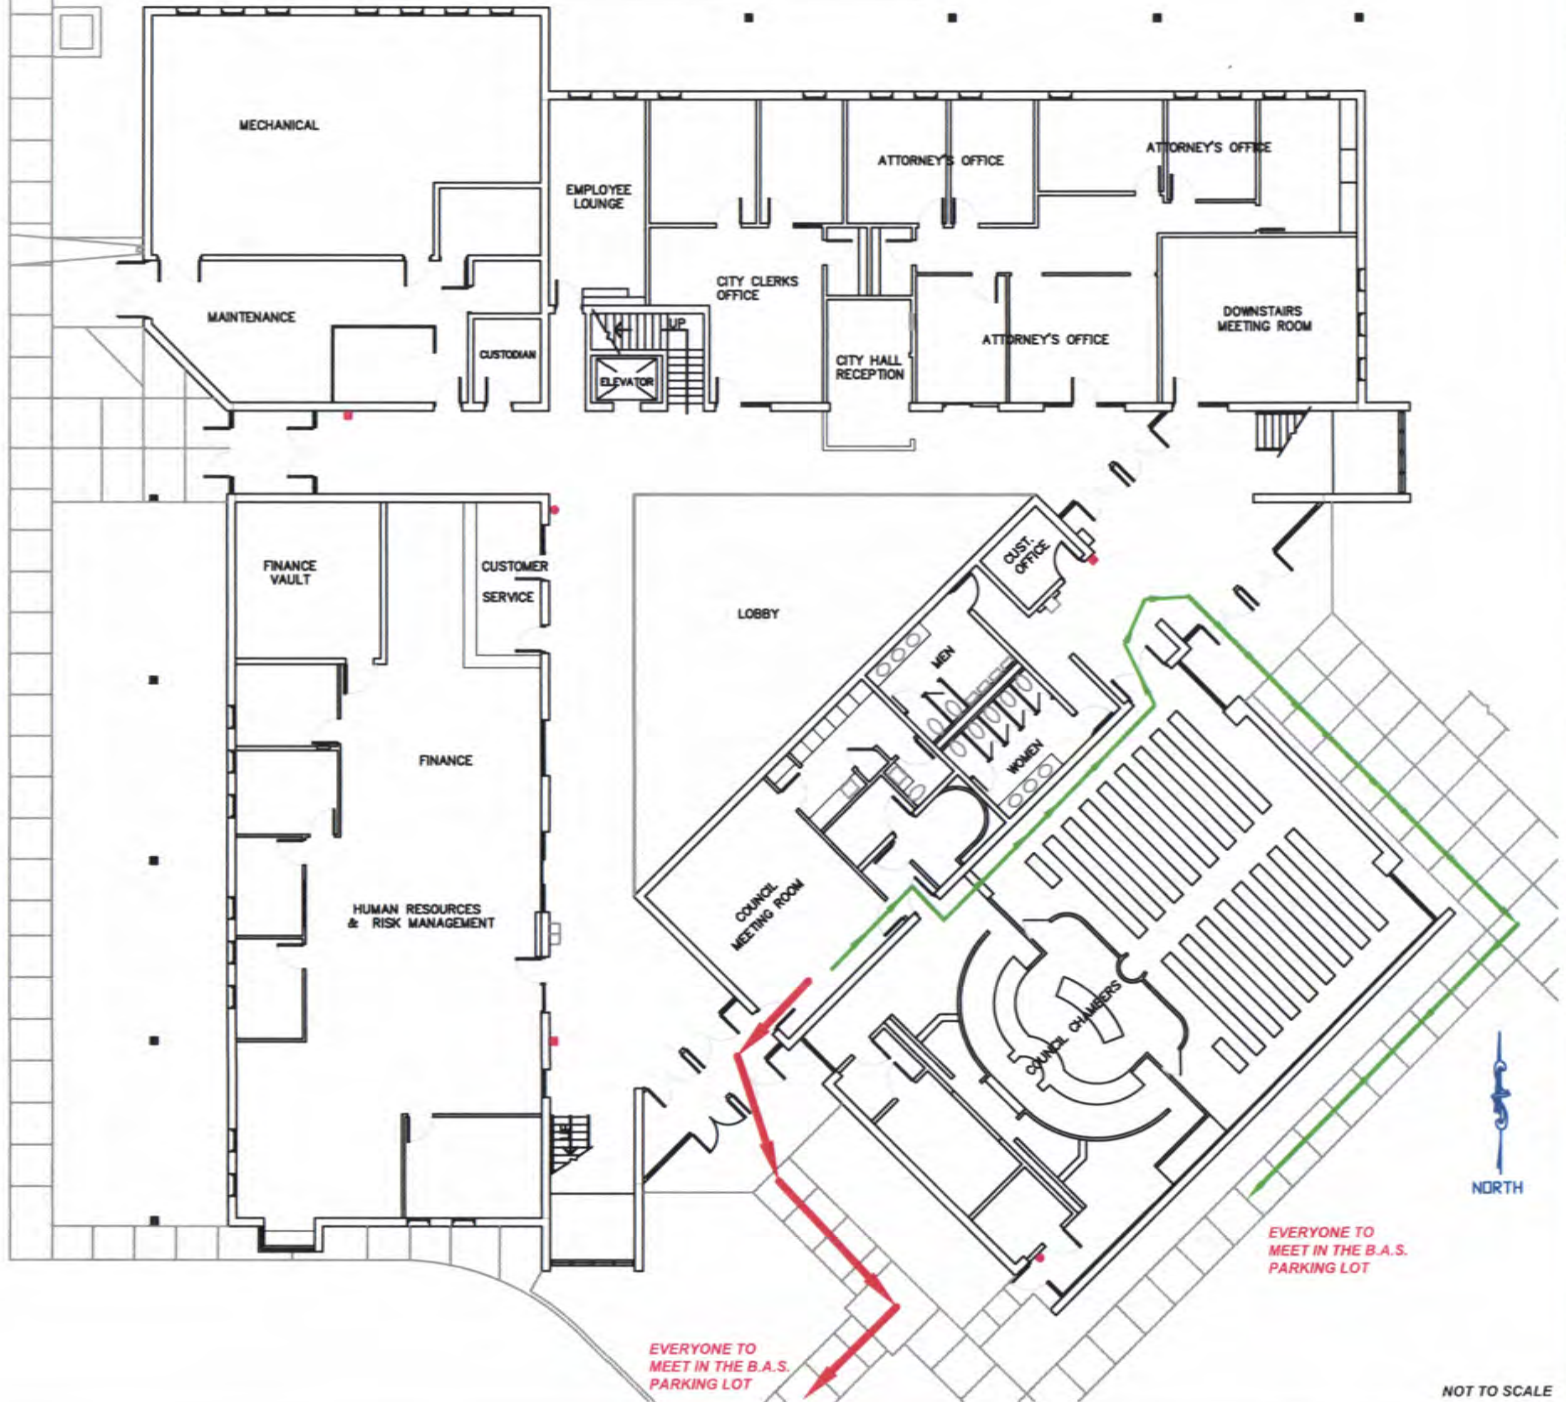 MECHANICAL
EMPLOYEE
LOUNGE
ATTORNEY'S OFFICE
ATTORNEY'S OFFICE
CITY CLERKS
OFFICE
MAINTENANCE
UP
DOWNSTAIRS
MEETING ROOM
ATTORNEY'S OFFICE
CUSTODIAN
CITY HALL
RECEPTION
ELEVATOR
FINANCE
VAULT
CUSTOMER
SERVICE
CUST.
OFFICE
LOBBY
MEN
WOMEN
FINANCE
HUMAN RESOURCES
& RISK MANAGEMENT
COUNCIL
MEETING ROOM
COUNCIL CHAMBERS
NORTH
EVERYONE TO
MEET IN THE B.A.S.
PARKING LOT
EVERYONE TO
MEET IN THE B.A.S.
PARKING LOT
NOT TO SCALE